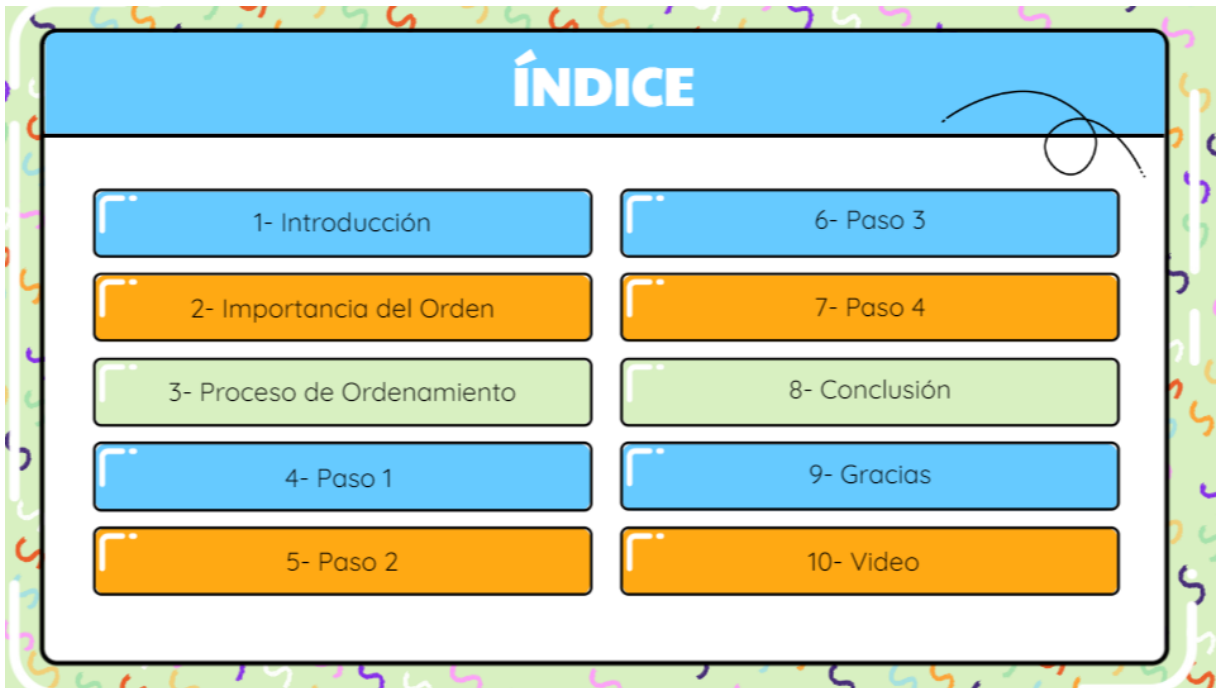 ÍNDICE
1- Introducción
2- Importancia del Orden
3- Proceso de Ordenamiento
4- Paso 1
5- Paso 2
6- Paso 3
7- Paso 4
8- Conclusión
9- Gracias
10- Video